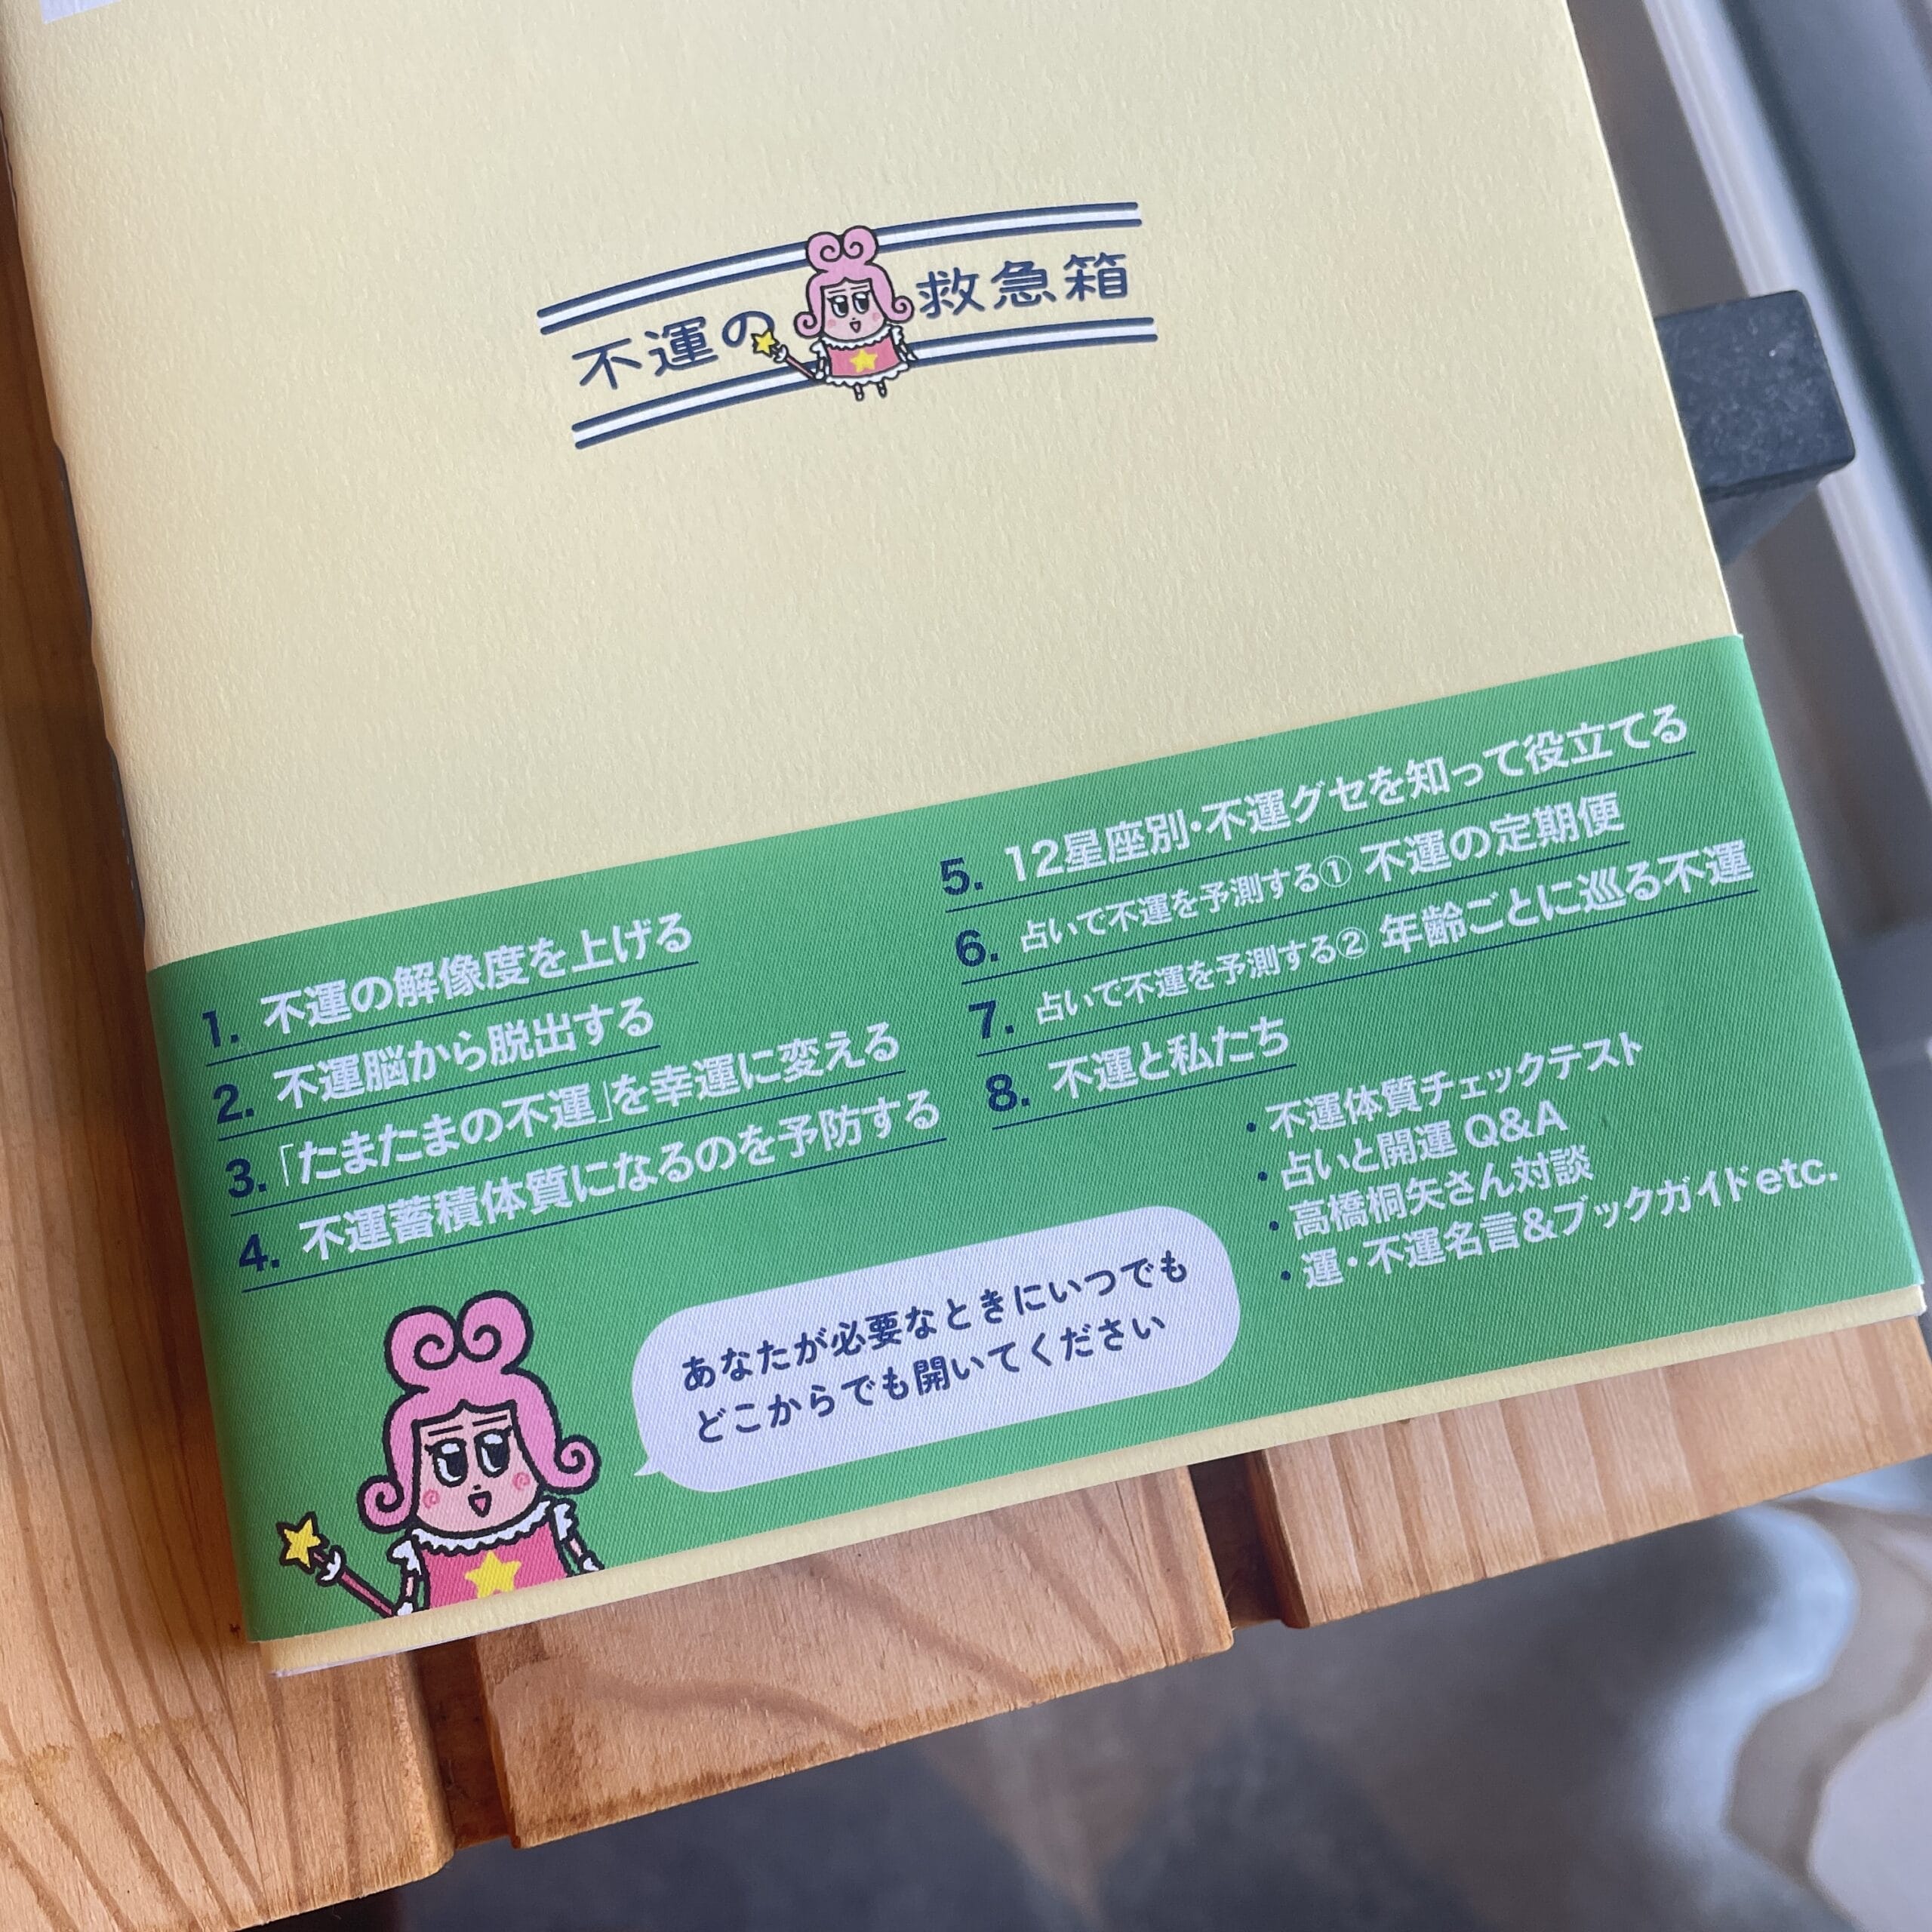 不運の救急箱
1. 不運の解像度を上げる
2. 不運脳から脱出する
3. 「たまたまの不運」を幸運に変える
4. 不運蓄積体質になるのを予防する
5. 12星座別・不運グセを知って役立てる
6. 占いで不運を予測する① 不運の定期便
7. 占いで不運を予測する② 年齢ごとに巡る不運
8. 不運と私たち
・不運体質チェックテスト
・占いと開運 Q&A
・高橋桐矢さん対談
・運・不運名言&ブックガイドetc.
あなたが必要なときにいつでも
どこからでも開いてください